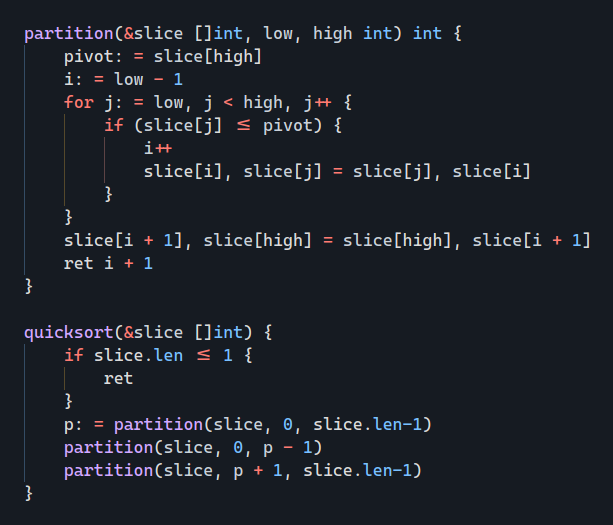 partition(&slice []int, low, high int) int {
    pivot: = slice[high]
    i: = low - 1
    for j: = low, j < high, j++ {
        if (slice[j] ≤ pivot) {
            i++
            slice[i], slice[j] = slice[j], slice[i]
        }
    }
    slice[i + 1], slice[high] = slice[high], slice[i + 1]
    ret i + 1
}

quicksort(&slice []int) {
    if slice.len ≤ 1 {
        ret
    }
    p: = partition(slice, 0, slice.len-1)
    partition(slice, 0, p - 1)
    partition(slice, p + 1, slice.len-1)
}